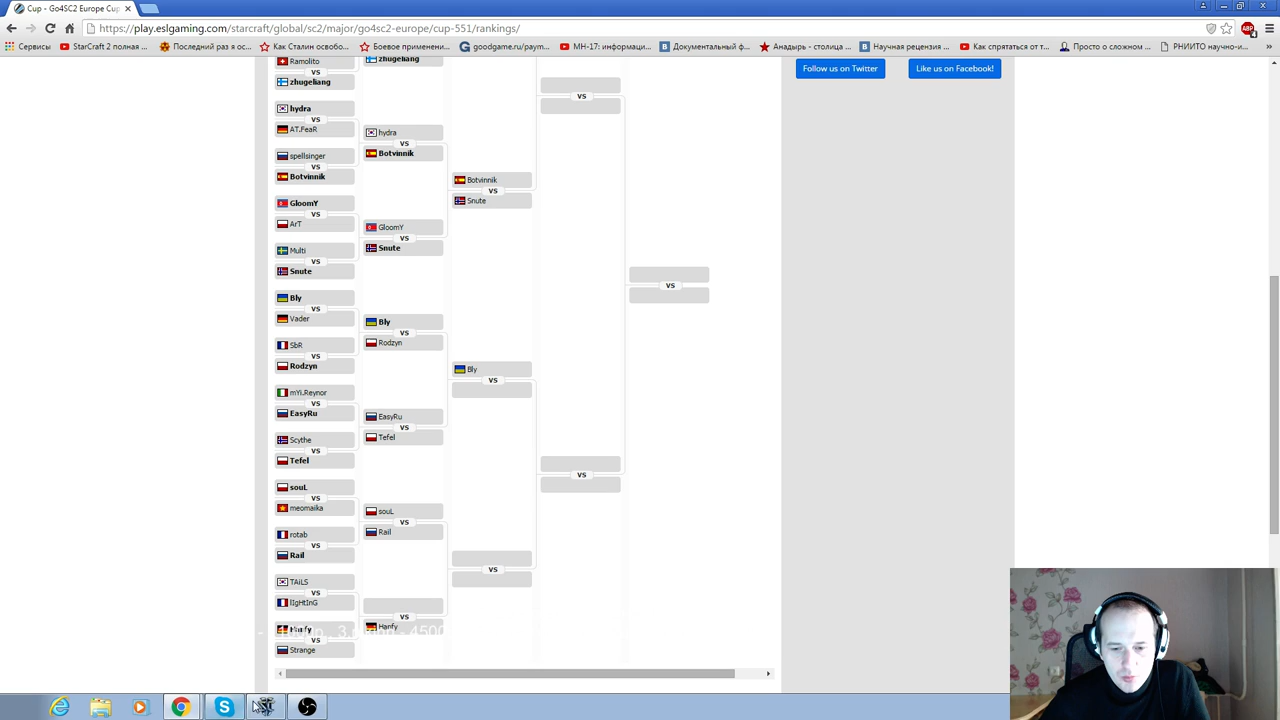 Cup - Go4SC2 Europe Cup
https://play.eslgaming.com/starcraft/global/sc2/major/go4sc2-europe/cup-551/rankings/
Сервисы
StarCraft 2 полная ...
Последний раз я ос...
Как Сталин освобо...
Боевое применени...
goodgame.ru/paym...
МН-17: информаци...
Документальный ф...
Анадырь - столица ...
Научная рецензия ...
Как спрятаться от т...
Просто о сложном ...
РНИИТО научно-и...
Follow us on Twitter
Like us on Facebook!
Ramolito
vs
zhugeliang
hydra
vs
AT.FeaR
spellsinger
vs
Botvinnik
GloomY
vs
ArT
Multi
vs
Snute
Bly
vs
Vader
SbR
vs
Rodzyn
mYi.Reynor
vs
EasyRu
Scythe
vs
Tefel
souL
vs
meomaika
rotab
vs
Rail
TAiLS
vs
lIgHtInG
Hanfy
vs
Strange
zhugeliang
hydra
vs
Botvinnik
GloomY
vs
Snute
Bly
vs
Rodzyn
EasyRu
vs
Tefel
souL
vs
Rail
vs
Hanfy
Botvinnik
vs
Snute
Bly
vs
vs
vs
vs
vs
ABP